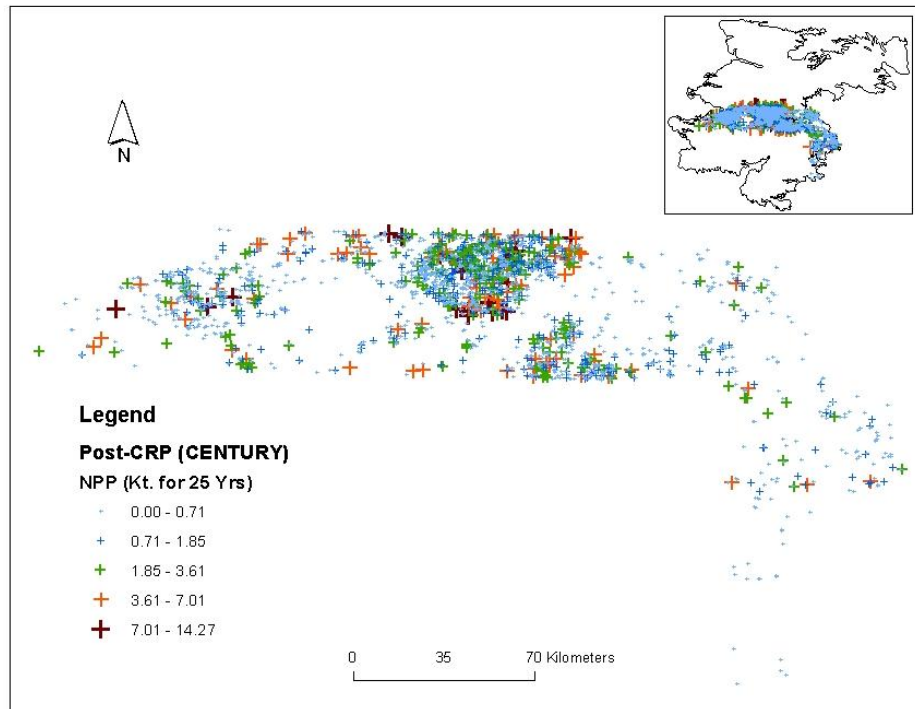 N
Legend
Post-CRP (CENTURY)
NPP (Kt. for 25 Yrs)
0.00 - 0.71
0.71 - 1.85
1.85 - 3.61
3.61 - 7.01
7.01 - 14.27
0 35 70 Kilometers